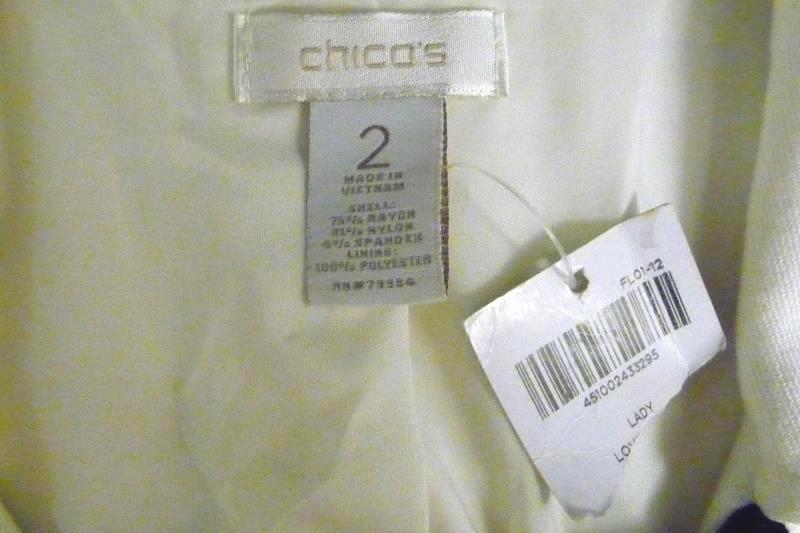 chico's
2
MADE IN
VIETNAM
SHELL:
75% RAYON
21% NYLON
4% SPANDEX
LINING:
100% POLYESTER
RN#79984
FL01-12
451002433295
LADY